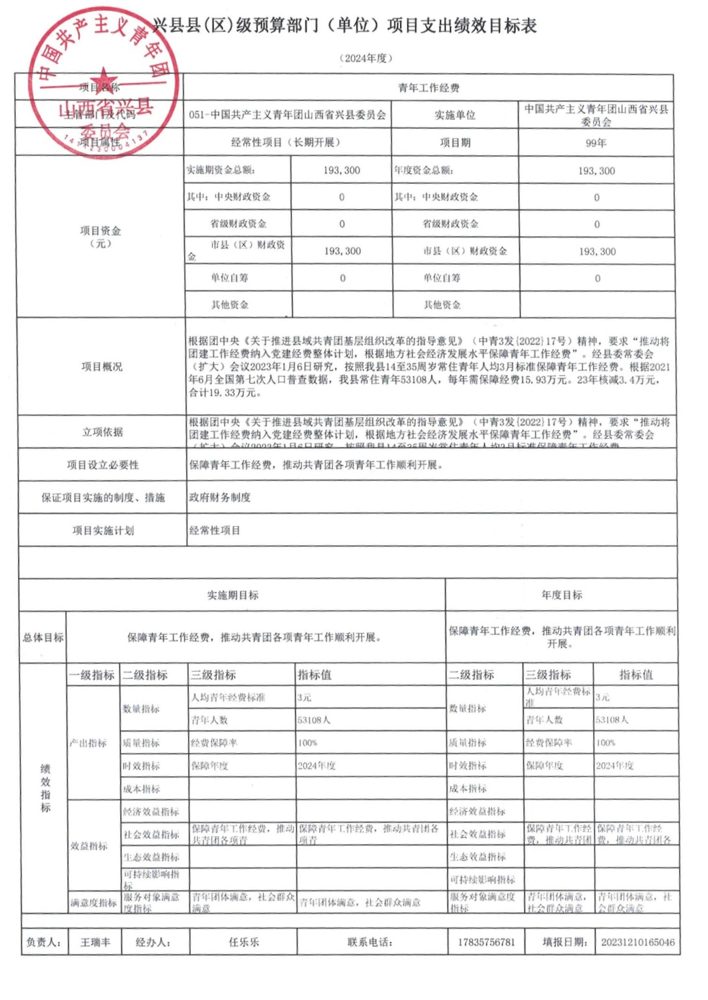 兴县县(区)级预算部门（单位）项目支出绩效目标表
（2024年度）
中国共产主义青年团
山西省兴县
委员会
项目名称
青年工作经费
主管部门及代码
051-中国共产主义青年团山西省兴县委员会
实施单位
中国共产主义青年团山西省兴县
委员会
项目属性
经常性项目（长期开展）
项目期
99年
项目资金
（元）
实施期资金总额：
193,300
年度资金总额：
193,300
其中：中央财政资金
0
其中：中央财政资金
0
省级财政资金
0
省级财政资金
0
市县（区）财政资
金
193,300
市县（区）财政资金
193,300
单位自筹
0
单位自筹
0
其他资金
其他资金
项目概况
根据团中央《关于推进县域共青团基层组织改革的指导意见》（中青3发{2022}17号）精神，要求“推动将
团建工作经费纳入党建经费整体计划，根据地方社会经济发展水平保障青年工作经费”。经县委常委会
（扩大）会议2023年1月6日研究，按照我县14至35周岁常住青年人均3月标准保障青年工作经费。根据2021
年6月全国第七次人口普查数据，我县常住青年53108人，每年需保障经费15.93万元。23年核减3.4万元，
合计19.33万元。
立项依据
根据团中央《关于推进县域共青团基层组织改革的指导意见》（中青3发{2022}17号）精神，要求“推动将
团建工作经费纳入党建经费整体计划，根据地方社会经济发展水平保障青年工作经费”。经县委常委会
（扩大）会议2023年1月6日研究，按照我县14至35周岁常住青年人均3月标准保障青年工作经费
项目设立必要性
保障青年工作经费，推动共青团各项青年工作顺利开展。
保证项目实施的制度、措施
政府财务制度
项目实施计划
经常性项目
实施期目标
年度目标
总体目标
保障青年工作经费，推动共青团各项青年工作顺利开展。
保障青年工作经费，推动共青团各项青年工作顺利
开展。
绩
效
指
标
一级指标
二级指标
三级指标
指标值
二级指标
三级指标
指标值
产出指标
数量指标
人均青年经费标准
3元
数量指标
人均青年经费标
准
3元
青年人数
53108人
青年人数
53108人
质量指标
经费保障率
100%
质量指标
经费保障率
100%
时效指标
保障年度
2024年度
时效指标
保障年度
2024年度
成本指标
成本指标
效益指标
经济效益指标
经济效益指标
社会效益指标
保障青年工作经费，推动
共青团各项青
保障青年工作经费，推动共青团各
项青
社会效益指标
保障青年工作经
费，推动共青团
保障青年工作经
费，推动共青团各
生态效益指标
生态效益指标
可持续影响指
标
可持续影响指标
满意度指标
服务对象满意
度指标
青年团体满意，社会群众
满意
青年团体满意，社会群众满意
服务对象满意度
指标
青年团体满意，
社会群众满意
青年团体满意，社
会群众满意
负责人：
王瑞丰
经办人：
任乐乐
联系电话：
17835756781
填报日期：
20231210165046